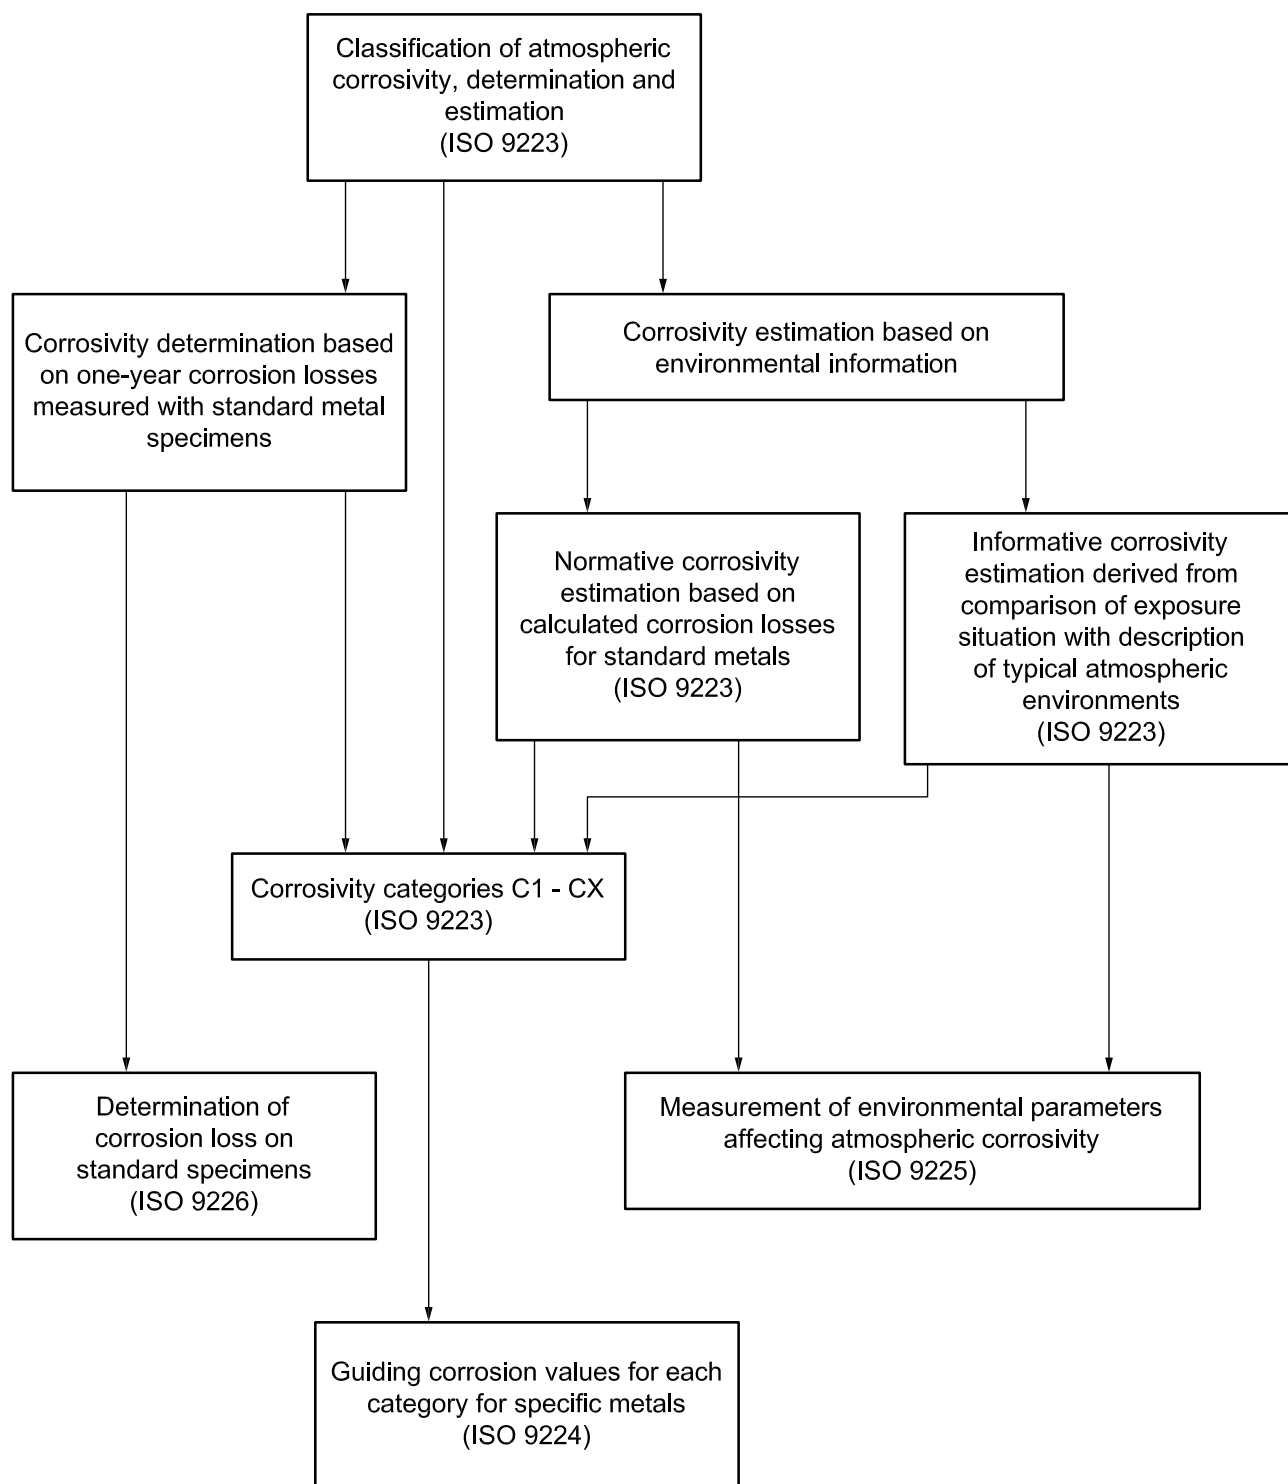 Classification of atmospheric
corrosivity, determination and
estimation
(ISO 9223)
Corrosivity determination based
on one-year corrosion losses
measured with standard metal
specimens
Corrosivity estimation based on
environmental information
Normative corrosivity
estimation based on
calculated corrosion losses
for standard metals
(ISO 9223)
Informative corrosivity
estimation derived from
comparison of exposure
situation with description
of typical atmospheric
environments
(ISO 9223)
Corrosivity categories C1 - CX
(ISO 9223)
Determination of
corrosion loss on
standard specimens
(ISO 9226)
Measurement of environmental parameters
affecting atmospheric corrosivity
(ISO 9225)
Guiding corrosion values for each
category for specific metals
(ISO 9224)